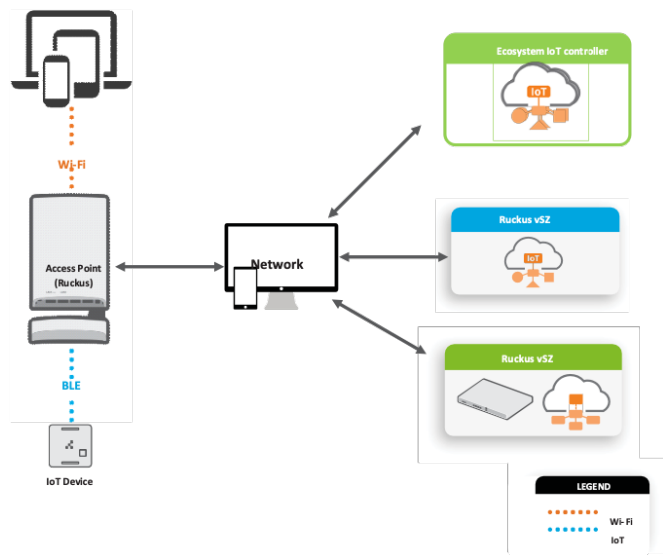 Ecosystem IoT controller
IoT
Wi-Fi
Ruckus vSZ
IoT
Access Point
(Ruckus)
Network
Ruckus vSZ
BLE
IoT Device
LEGEND
Wi- Fi
IoT